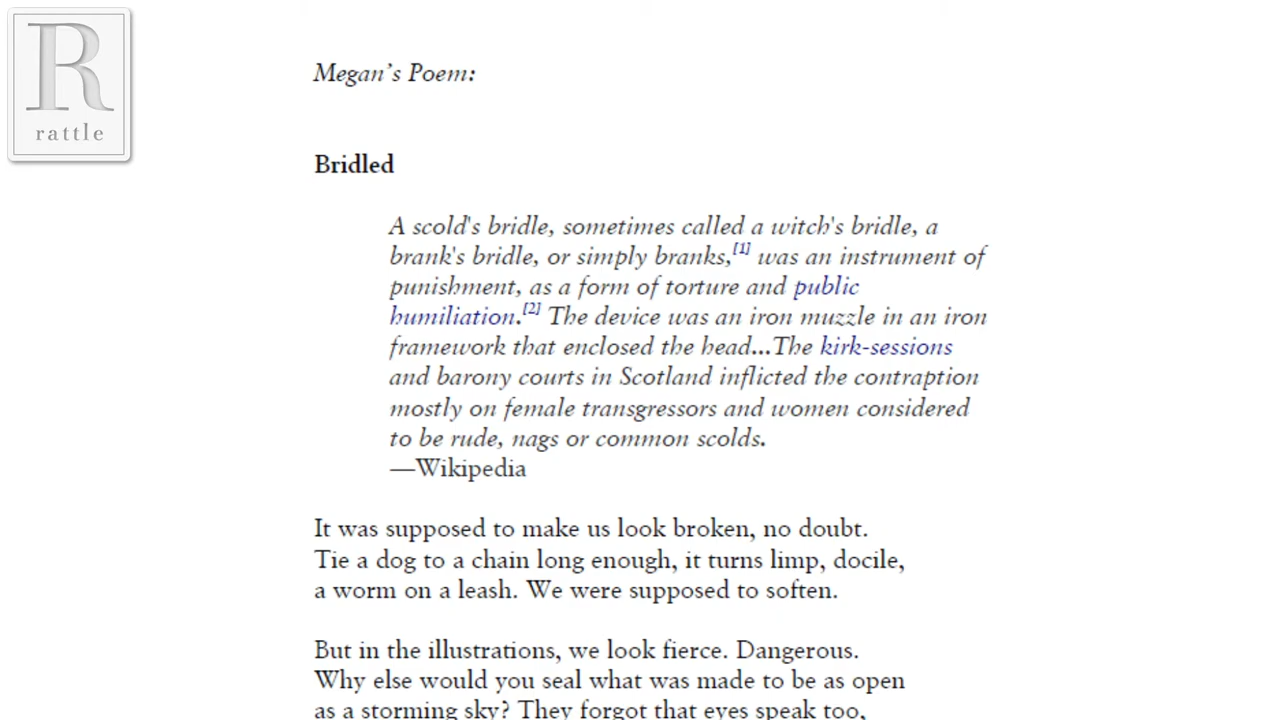 R
rattle
Megan's Poem:
Bridled
A scold's bridle, sometimes called a witch's bridle, a
brank's bridle, or simply branks,[1] was an instrument of
punishment, as a form of torture and public
humiliation.[2] The device was an iron muzzle in an iron
framework that enclosed the head...The kirk-sessions
and barony courts in Scotland inflicted the contraption
mostly on female transgressors and women considered
to be rude, nags or common scolds.
—Wikipedia
It was supposed to make us look broken, no doubt.
Tie a dog to a chain long enough, it turns limp, docile,
a worm on a leash. We were supposed to soften.
But in the illustrations, we look fierce. Dangerous.
Why else would you seal what was made to be as open
as a storming sky? They forgot that eyes speak too,